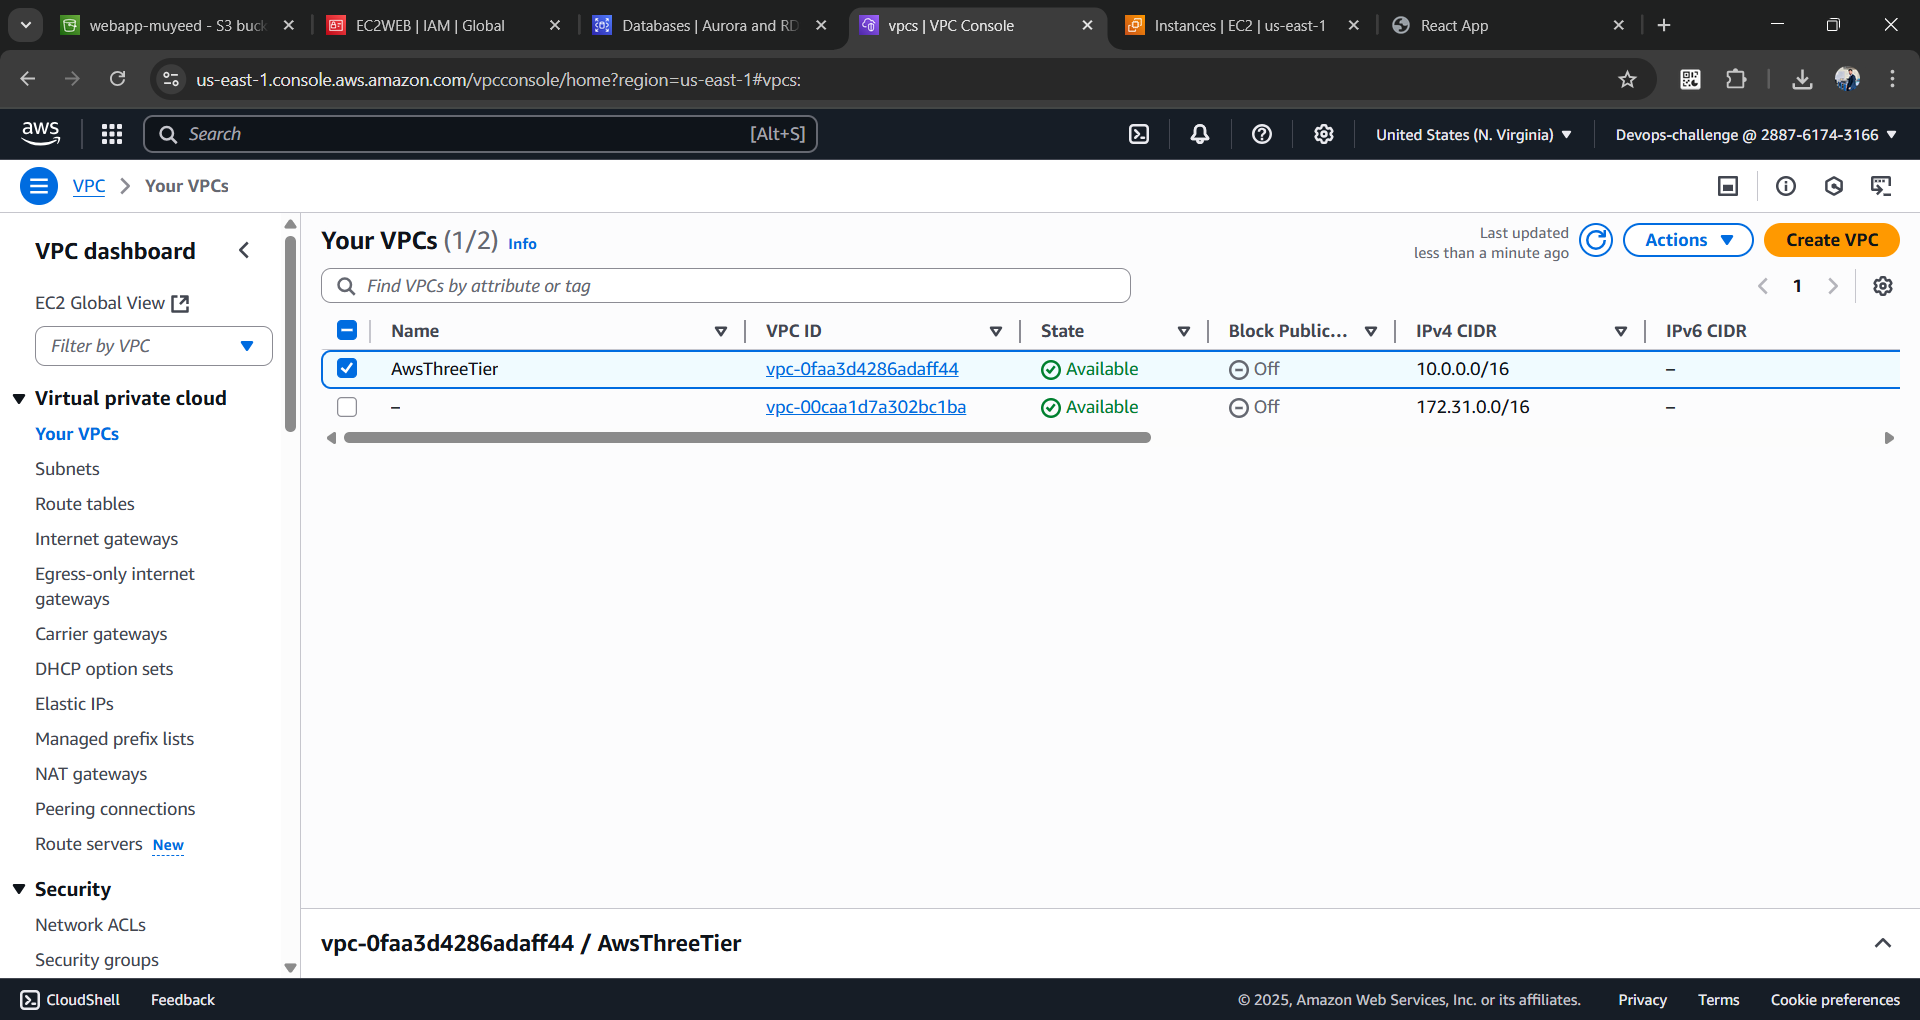 webapp-muyeed - S3 buck
EC2WEB | IAM | Global
Databases | Aurora and RD
vpcs | VPC Console
Instances | EC2 | us-east-1
React App
us-east-1.console.aws.amazon.com/vpcconsole/home?region=us-east-1#vpcs:
aws
Search
[Alt+S]
United States (N. Virginia)
Devops-challenge @ 2887-6174-3166
VPC
Your VPCs
VPC dashboard
EC2 Global View
Filter by VPC
Virtual private cloud
Your VPCs
Subnets
Route tables
Internet gateways
Egress-only internet
gateways
Carrier gateways
DHCP option sets
Elastic IPs
Managed prefix lists
NAT gateways
Peering connections
Route servers New
Security
Network ACLs
Security groups
Your VPCs (1/2) Info
Last updated
less than a minute ago
Actions
Create VPC
Find VPCs by attribute or tag
1
Name VPC ID State Block Public... IPv4 CIDR IPv6 CIDR
AwsThreeTier vpc-0faa3d4286adaff44 Available Off 10.0.0.0/16 –
– vpc-00caa1d7a302bc1ba Available Off 172.31.0.0/16 –
vpc-0faa3d4286adaff44 / AwsThreeTier
CloudShell Feedback
© 2025, Amazon Web Services, Inc. or its affiliates. Privacy Terms Cookie preferences